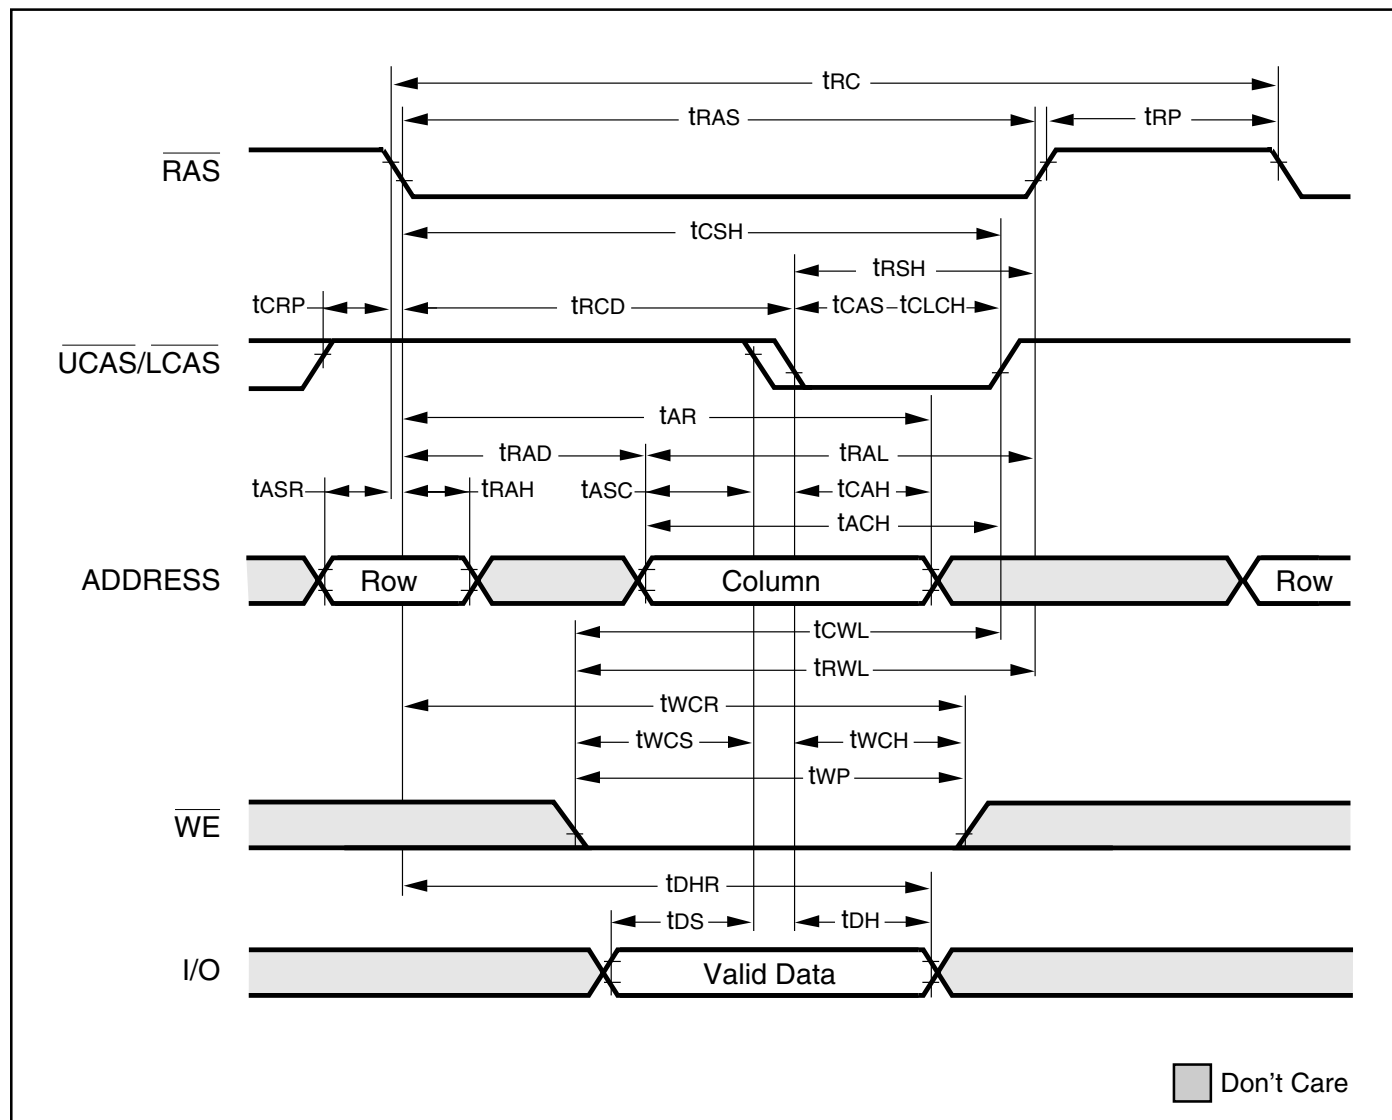 tRC
tRAS
tRP
RAS
tCSH
tRSH
tCRP
tRCD
tCAS
tCLCH
UCAS/LCAS
tAR
tRAD
tRAL
tASR
tRAH
tASC
tCAH
tACH
ADDRESS
Row
Column
Row
tCWL
tRWL
tWCR
tWCS
tWCH
tWP
WE
tDHR
tDS
tDH
I/O
Valid Data
Don't Care